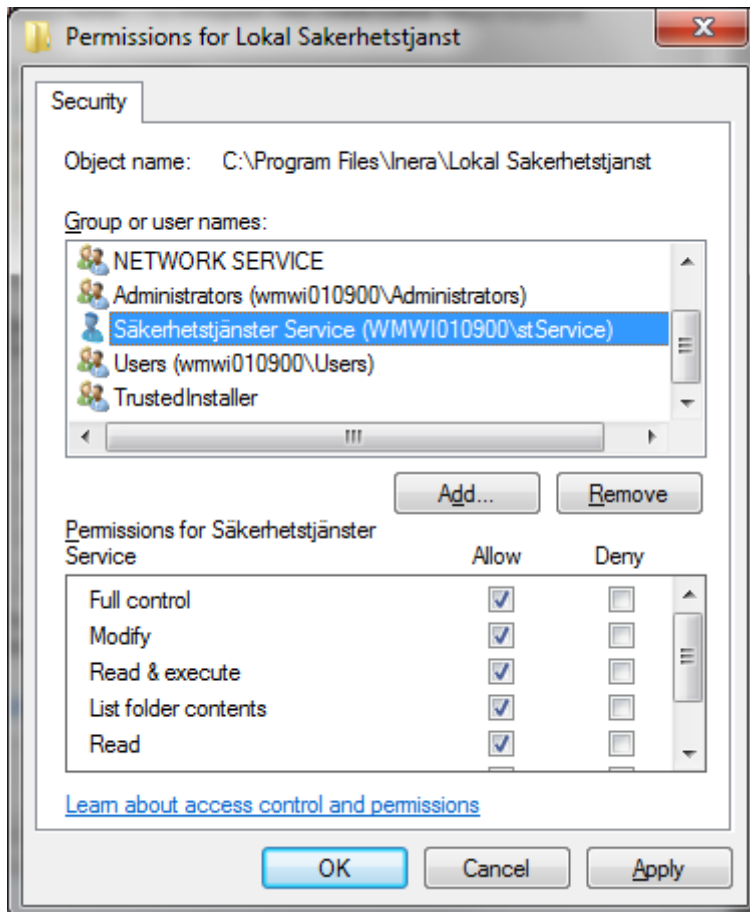 Permissions for Lokal Sakerhetstjanst
Security
Object name: C:\Program Files\Inera\Lokal Sakerhetstjanst
Group or user names:
NETWORK SERVICE
Administrators (wmwi010900\Administrators)
Säkerhetstjänster Service (WMWI010900\stService)
Users (wmwi010900\Users)
TrustedInstaller
Add... Remove
Permissions for Säkerhetstjänster
Service Allow Deny
Full control
Modify
Read & execute
List folder contents
Read
Learn about access control and permissions
OK Cancel Apply